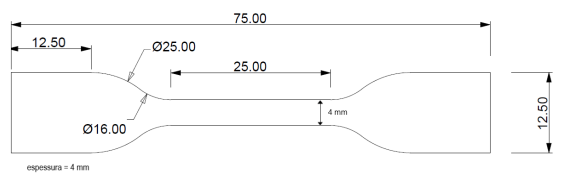 75.00
12.50
Ø25.00
25.00
Ø16.00
4 mm
12.50
espessura = 4 mm